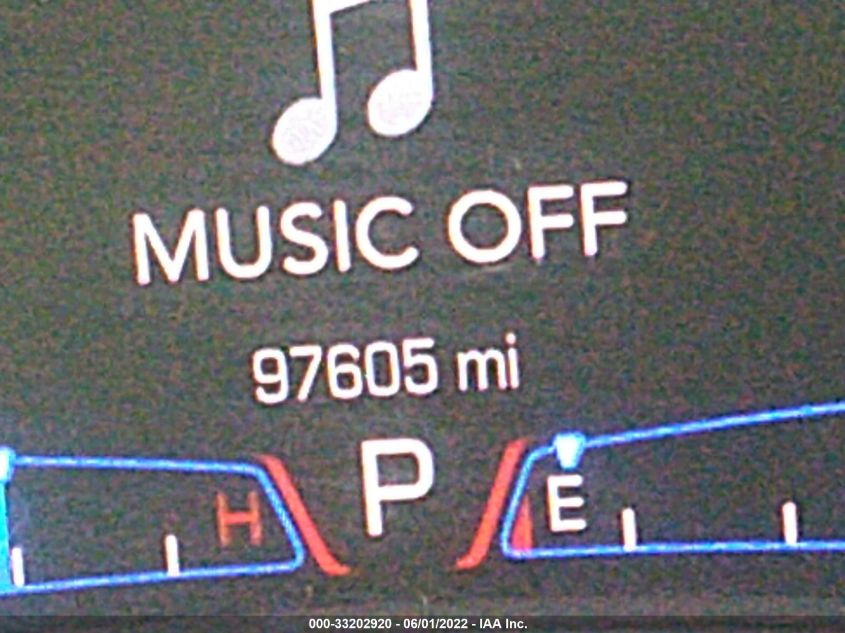 MUSIC OFF
97605 mi
H P E
000-33202920 - 06/01/2022 - IAA Inc.